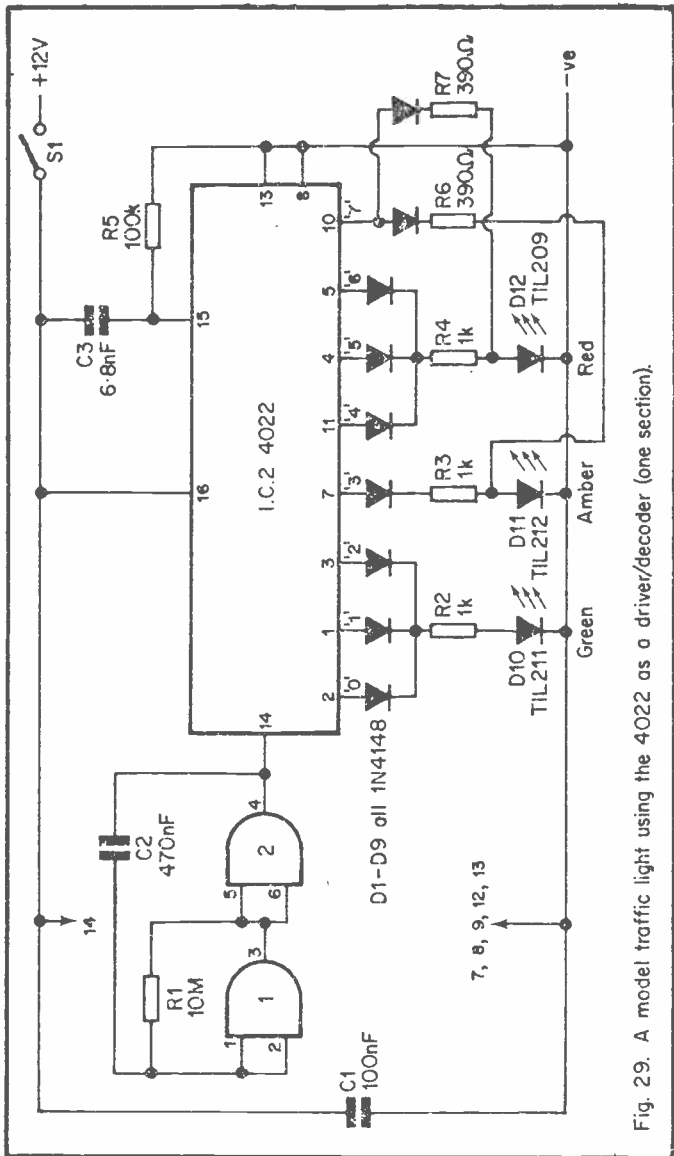 +12V
S1
C3
6·8nF
R5
100k
16
15
13
8
I.C.2 4022
14
2
1
3
7
11
4
5
10
'0'
'1'
'2'
'3'
'4'
'5'
'6'
'7'
C2
470nF
R1
10M
1
2
1
3
5
6
2
4
14
C1
100nF
7, 8, 9, 12, 13
D1-D9 all 1N4148
R2
1k
R3
1k
R4
1k
R6
390Ω
R7
390Ω
D10
TIL211
D11
TIL212
D12
TIL209
Green
Amber
Red
-ve
Fig. 29. A model traffic light using the 4022 as a driver/decoder (one section).